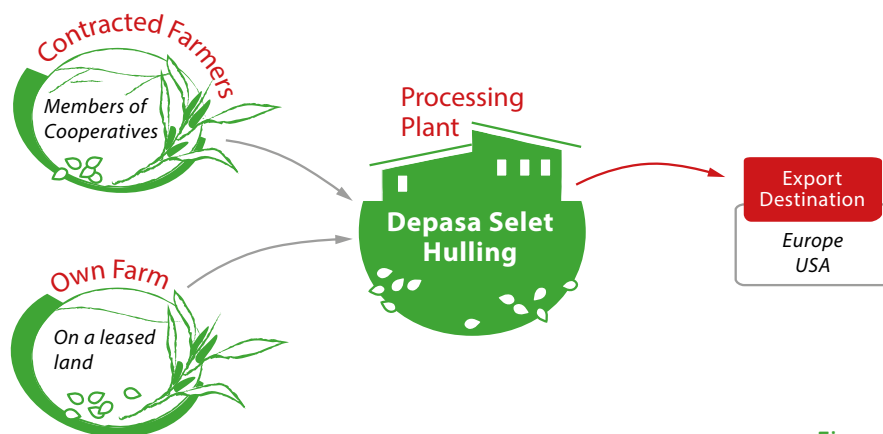 Contracted Farmers
Members of
Cooperatives
Own Farm
On a leased
land
Processing
Plant
Depasa Selet
Hulling
Export
Destination
Europe
USA